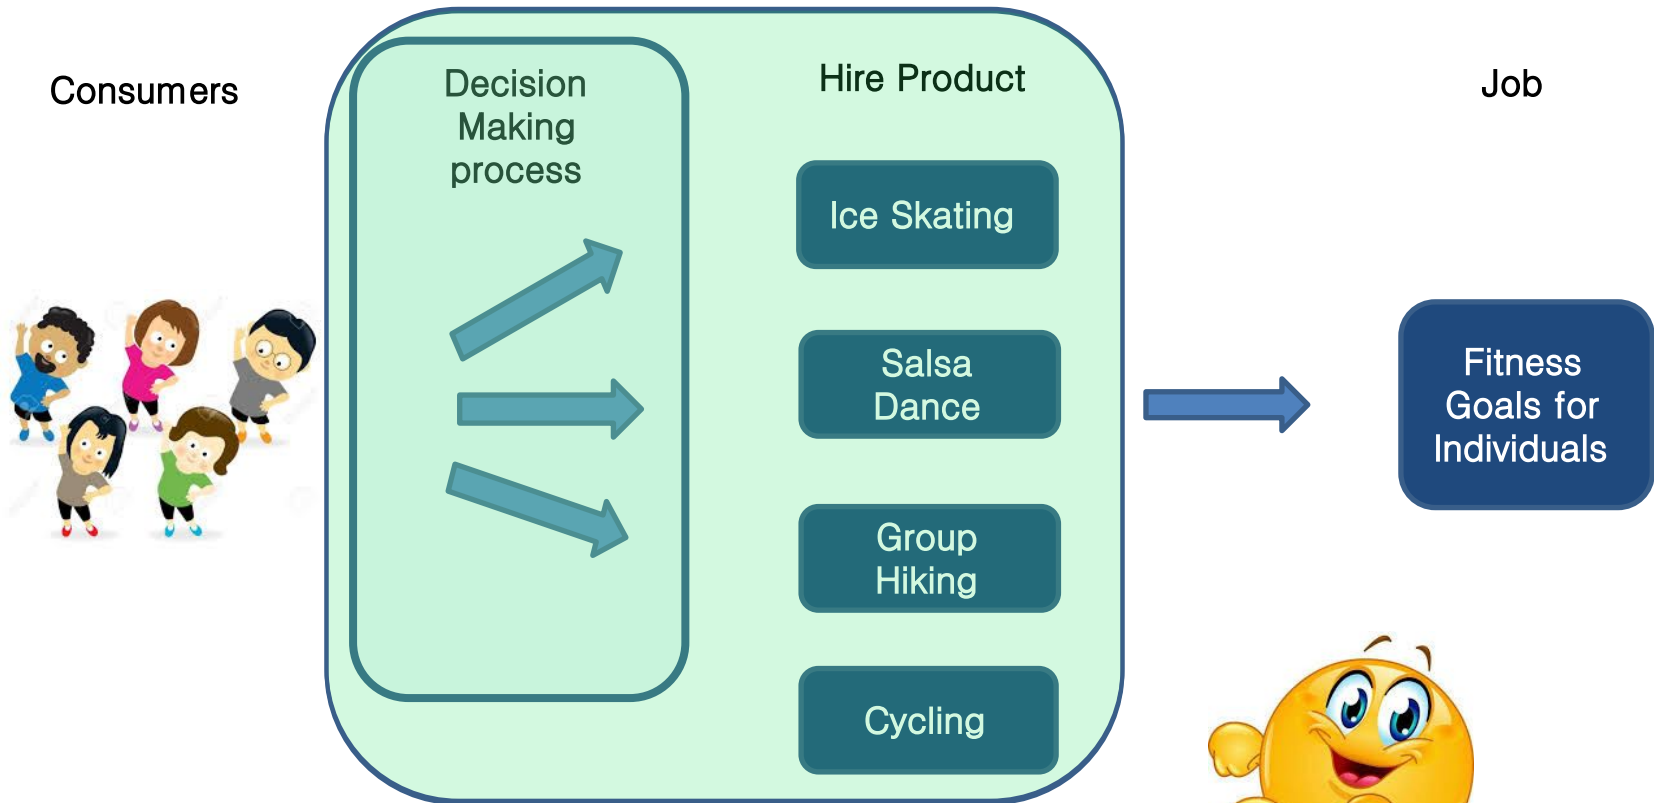 Consumers
Decision
Making
process
Hire Product
Job
Ice Skating
Salsa
Dance
Group
Hiking
Cycling
Fitness
Goals for
Individuals